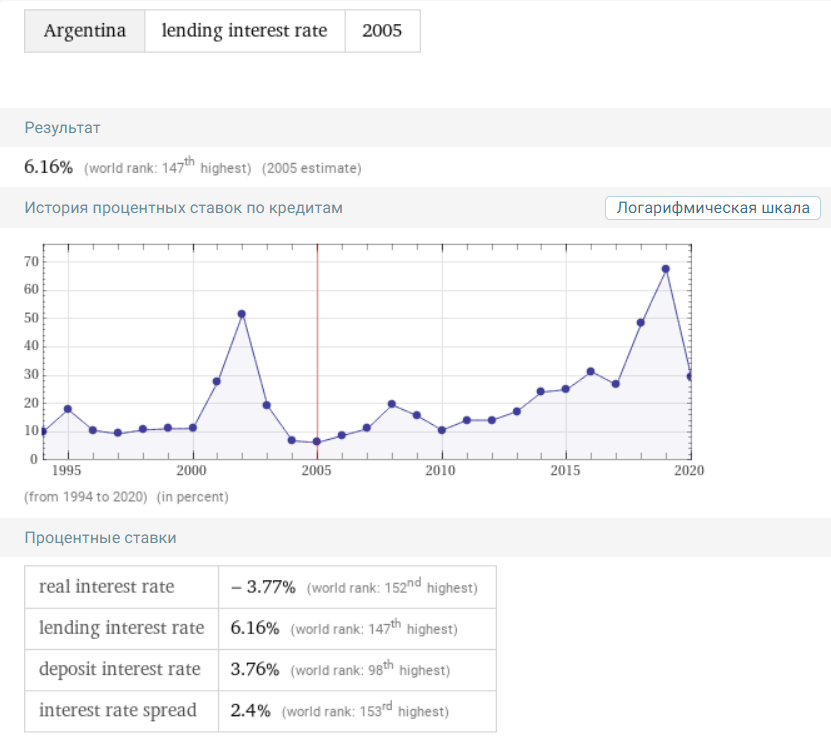 Argentina lending interest rate 2005
Результат
6.16% (world rank: 147th highest) (2005 estimate)
История процентных ставок по кредитам Логарифмическая шкала
70
60
50
40
30
20
10
0
1995 2000 2005 2010 2015 2020
(from 1994 to 2020) (in percent)
Процентные ставки
real interest rate – 3.77% (world rank: 152nd highest)
lending interest rate 6.16% (world rank: 147th highest)
deposit interest rate 3.76% (world rank: 98th highest)
interest rate spread 2.4% (world rank: 153rd highest)